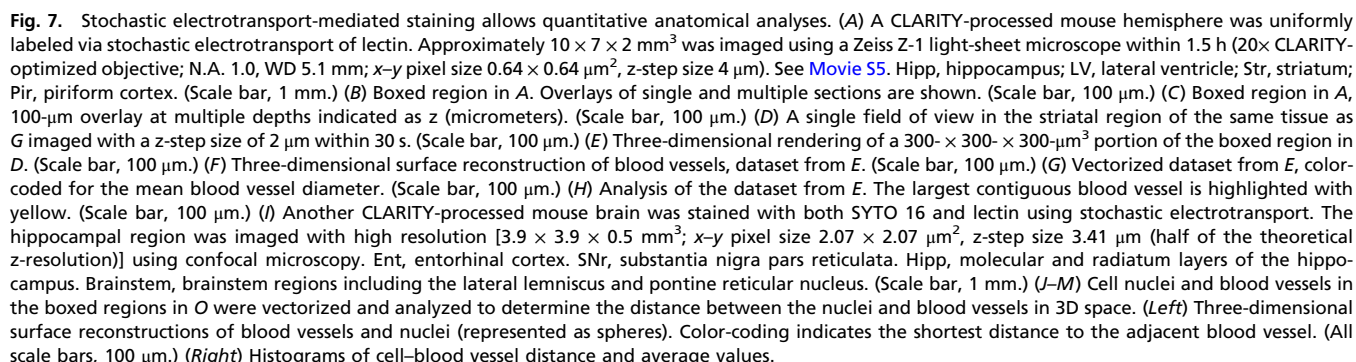 Fig. 7. Stochastic electrotransport-mediated staining allows quantitative anatomical analyses. (A) A CLARITY-processed mouse hemisphere was uniformly
labeled via stochastic electrotransport of lectin. Approximately 10 × 7 × 2 mm³ was imaged using a Zeiss Z-1 light-sheet microscope within 1.5 h (20× CLARITY-
optimized objective; N.A. 1.0, WD 5.1 mm; x–y pixel size 0.64 × 0.64 μm², z-step size 4 μm). See Movie S5. Hipp, hippocampus; LV, lateral ventricle; Str, striatum;
Pir, piriform cortex. (Scale bar, 1 mm.) (B) Boxed region in A. Overlays of single and multiple sections are shown. (Scale bar, 100 μm.) (C) Boxed region in A,
100-μm overlay at multiple depths indicated as z (micrometers). (Scale bar, 100 μm.) (D) A single field of view in the striatal region of the same tissue as
G imaged with a z-step size of 2 μm within 30 s. (Scale bar, 100 μm.) (E) Three-dimensional rendering of a 300- × 300- × 300-μm³ portion of the boxed region in
D. (Scale bar, 100 μm.) (F) Three-dimensional surface reconstruction of blood vessels, dataset from E. (Scale bar, 100 μm.) (G) Vectorized dataset from E, color-
coded for the mean blood vessel diameter. (Scale bar, 100 μm.) (H) Analysis of the dataset from E. The largest contiguous blood vessel is highlighted with
yellow. (Scale bar, 100 μm.) (I) Another CLARITY-processed mouse brain was stained with both SYTO 16 and lectin using stochastic electrotransport. The
hippocampal region was imaged with high resolution [3.9 × 3.9 × 0.5 mm³; x–y pixel size 2.07 × 2.07 μm², z-step size 3.41 μm (half of the theoretical
z-resolution)] using confocal microscopy. Ent, entorhinal cortex. SNr, substantia nigra pars reticulata. Hipp, molecular and radiatum layers of the hippo-
campus. Brainstem, brainstem regions including the lateral lemniscus and pontine reticular nucleus. (Scale bar, 1 mm.) (J–M) Cell nuclei and blood vessels in
the boxed regions in O were vectorized and analyzed to determine the distance between the nuclei and blood vessels in 3D space. (Left) Three-dimensional
surface reconstructions of blood vessels and nuclei (represented as spheres). Color-coding indicates the shortest distance to the adjacent blood vessel. (All
scale bars, 100 μm.) (Right) Histograms of cell–blood vessel distance and average values.